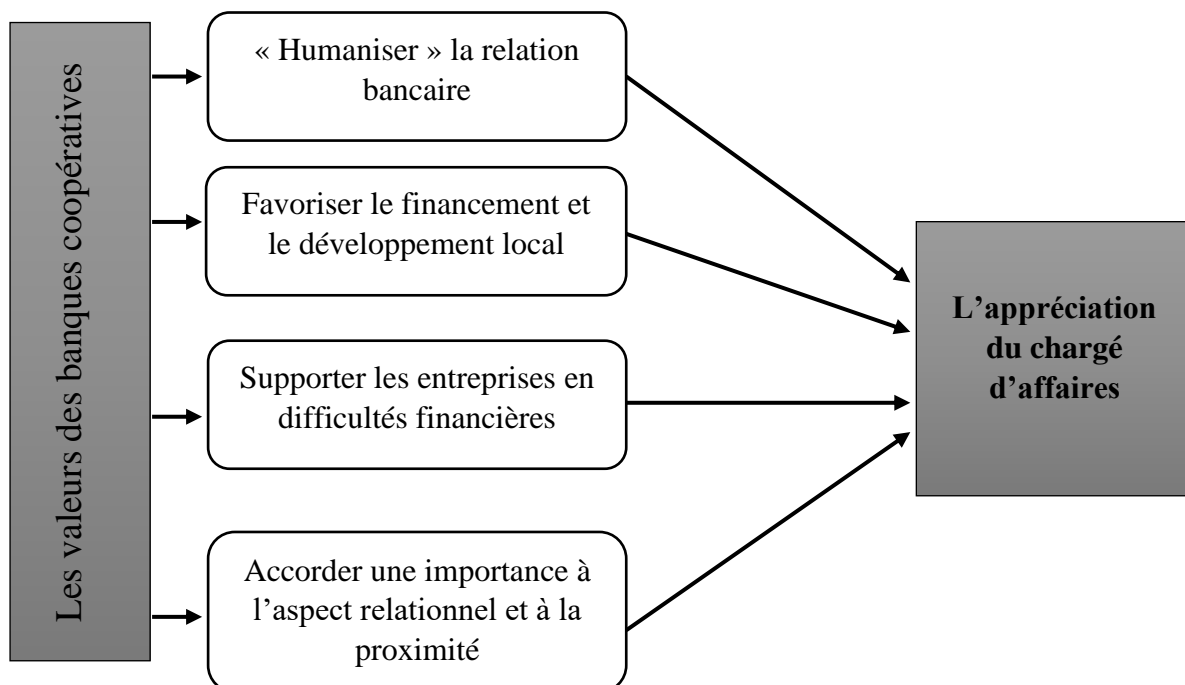 Les valeurs des banques coopératives
« Humaniser » la relation
bancaire
Favoriser le financement et
le développement local
Supporter les entreprises en
difficultés financières
Accorder une importance à
l’aspect relationnel et à la
proximité
L’appréciation
du chargé
d’affaires